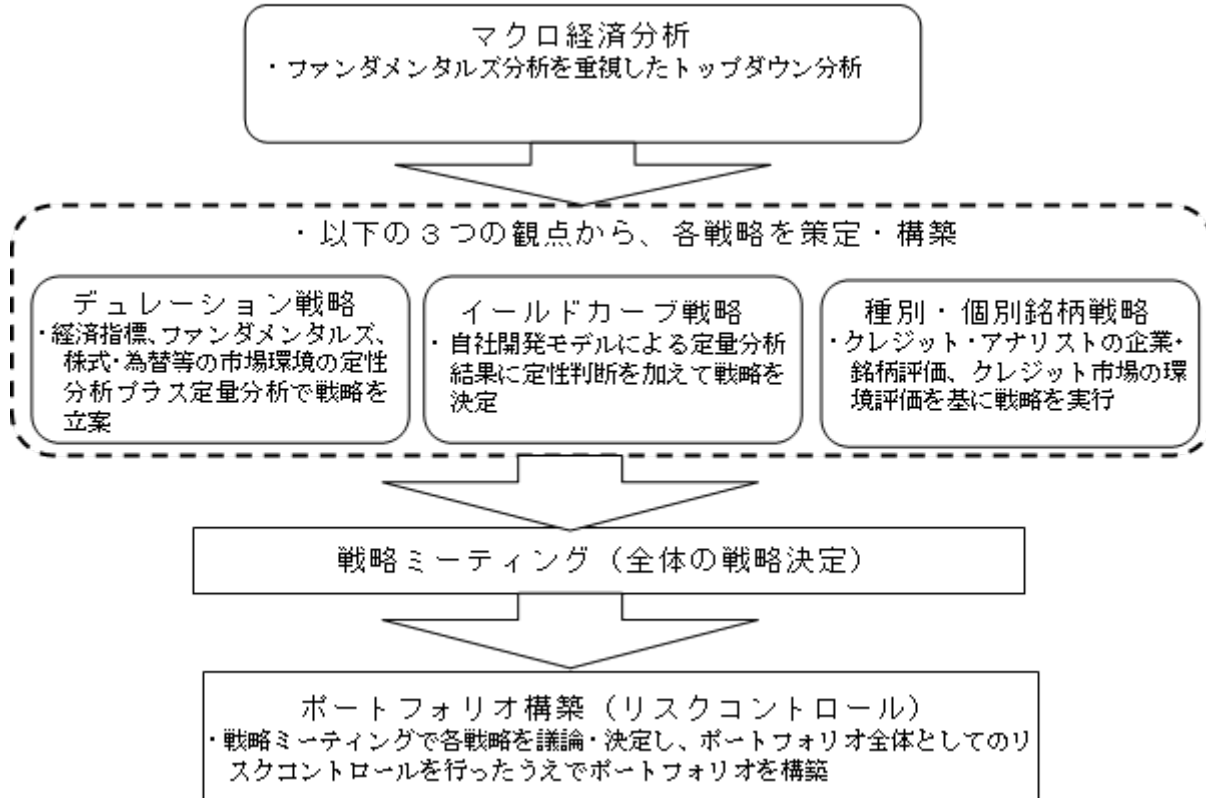 マクロ経済分析
・ファンダメンタルズ分析を重視したトップダウン分析
・以下の３つの観点から、各戦略を策定・構築
デュレーション戦略
・経済指標、ファンダメンタルズ、
株式・為替等の市場環境の定性
分析プラス定量分析で戦略を
立案
イールドカーブ戦略
・自社開発モデルによる定量分析
結果に定性判断を加えて戦略を
決定
種別・個別銘柄戦略
・クレジット・アナリストの企業・
銘柄評価、クレジット市場の環
境評価を基に戦略を実行
戦略ミーティング（全体の戦略決定）
ポートフォリオ構築（リスクコントロール）
・戦略ミーティングで各戦略を議論・決定し、ポートフォリオ全体としてのリ
スクコントロールを行ったうえでポートフォリオを構築